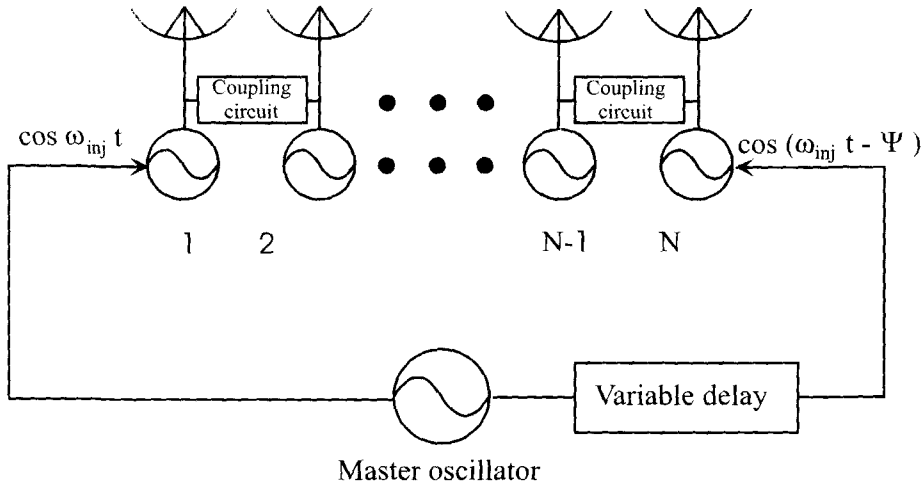 Coupling
circuit
Coupling
circuit
cos ω_inj t
cos (ω_inj t - Ψ )
1 2 N-1 N
Variable delay
Master oscillator